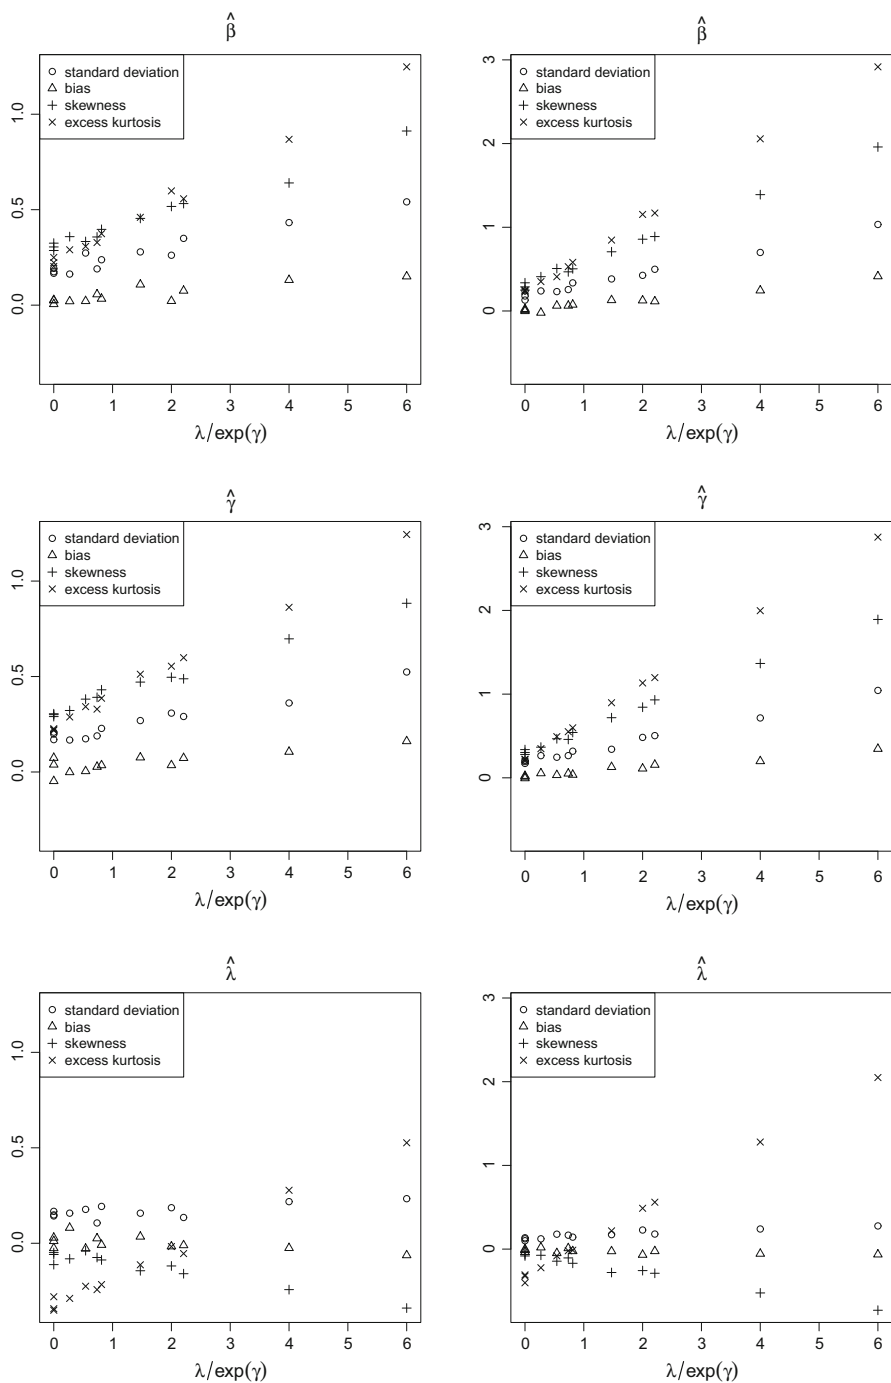 β̂
standard deviation
bias
skewness
excess kurtosis
0.0 0.5 1.0
0 1 2 3 4 5 6
λ/exp(γ)
β̂
standard deviation
bias
skewness
excess kurtosis
0 1 2 3
0 1 2 3 4 5 6
λ/exp(γ)
γ̂
standard deviation
bias
skewness
excess kurtosis
0.0 0.5 1.0
0 1 2 3 4 5 6
λ/exp(γ)
γ̂
standard deviation
bias
skewness
excess kurtosis
0 1 2 3
0 1 2 3 4 5 6
λ/exp(γ)
λ̂
standard deviation
bias
skewness
excess kurtosis
0.0 0.5 1.0
0 1 2 3 4 5 6
λ/exp(γ)
λ̂
standard deviation
bias
skewness
excess kurtosis
0 1 2 3
0 1 2 3 4 5 6
λ/exp(γ)